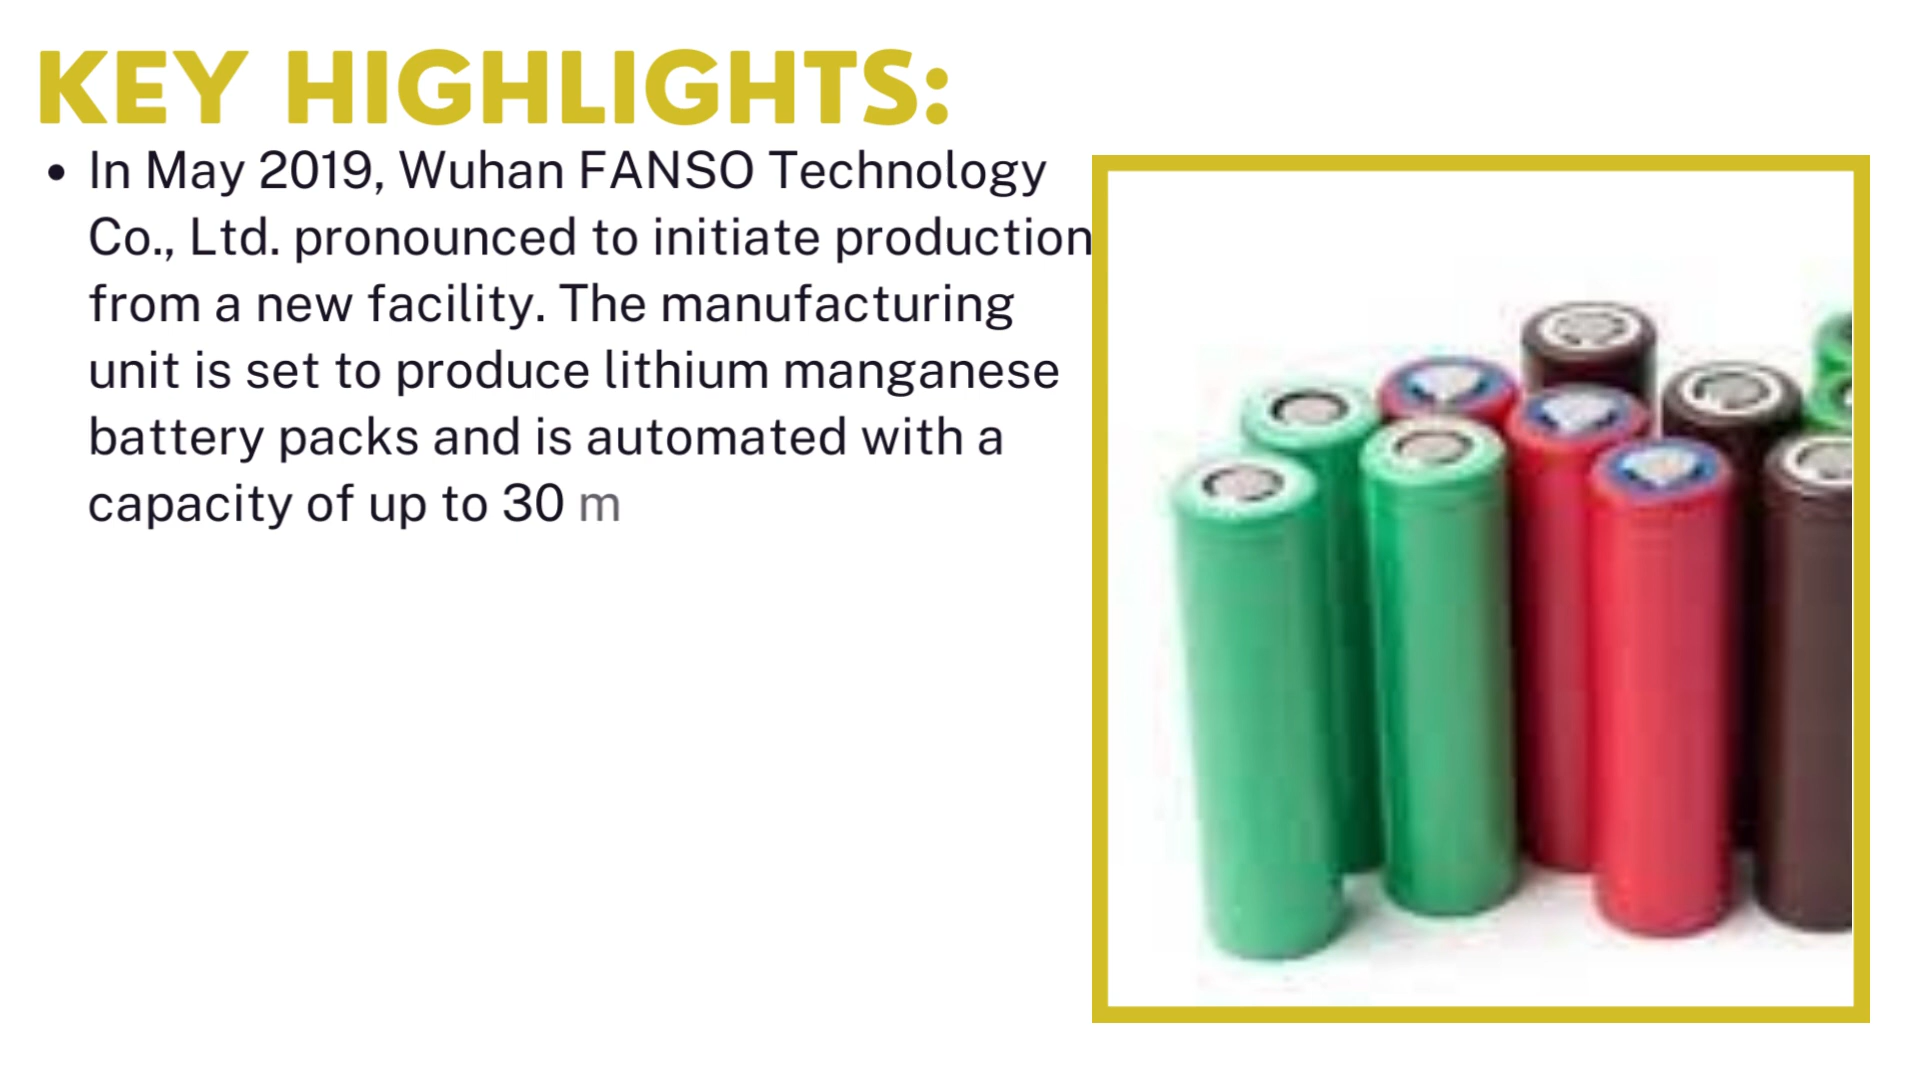 KEY HIGHLIGHTS:
• In May 2019, Wuhan FANSO Technology
Co., Ltd. pronounced to initiate production
from a new facility. The manufacturing
unit is set to produce lithium manganese
battery packs and is automated with a
capacity of up to 30 m